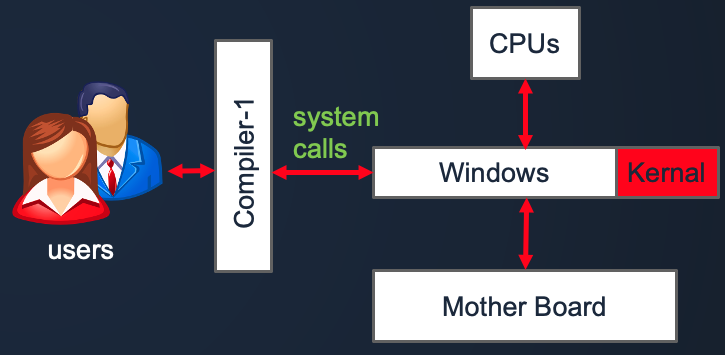 CPUs
system
calls
Compiler-1
Windows
Kernal
users
Mother Board